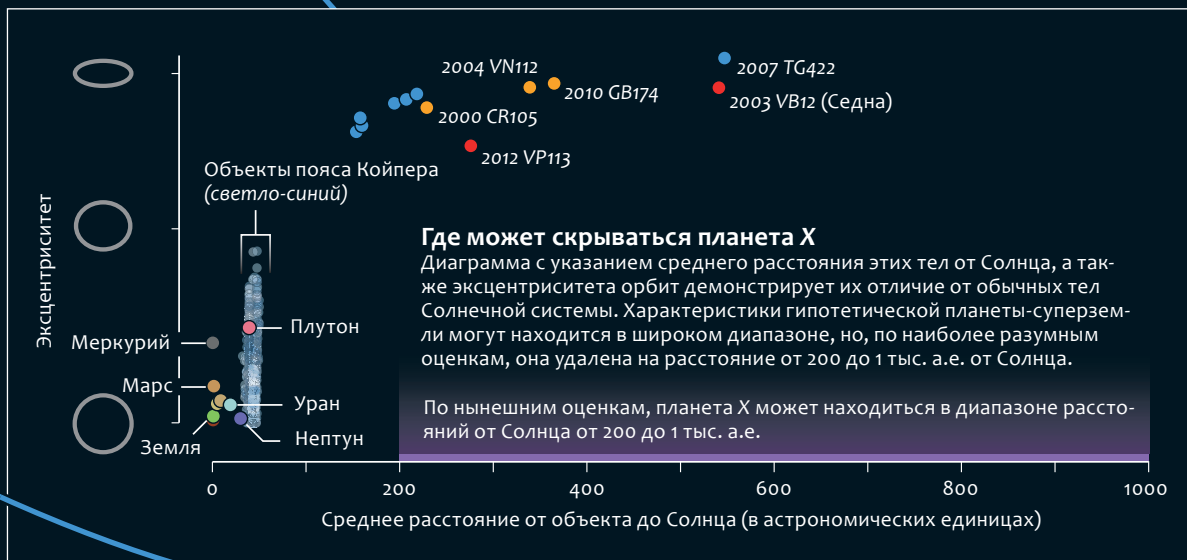 2004 VN112
2007 TG422
2010 GB174
2003 VB12 (Седна)
2000 CR105
2012 VP113
Объекты пояса Койпера
(светло-синий)
Эксцентриситет
Где может скрываться планета X
Диаграмма с указанием среднего расстояния этих тел от Солнца, а так-
же эксцентриситета орбит демонстрирует их отличие от обычных тел
Солнечной системы. Характеристики гипотетической планеты-суперзем-
ли могут находится в широком диапазоне, но, по наиболее разумным
оценкам, она удалена на расстояние от 200 до 1 тыс. а.е. от Солнца.
По нынешним оценкам, планета X может находиться в диапазоне рассто-
яний от Солнца от 200 до 1 тыс. а.е.
Плутон
Меркурий
Марс
Уран
Нептун
Земля
0 200 400 600 800 1000
Среднее расстояние от объекта до Солнца (в астрономических единицах)